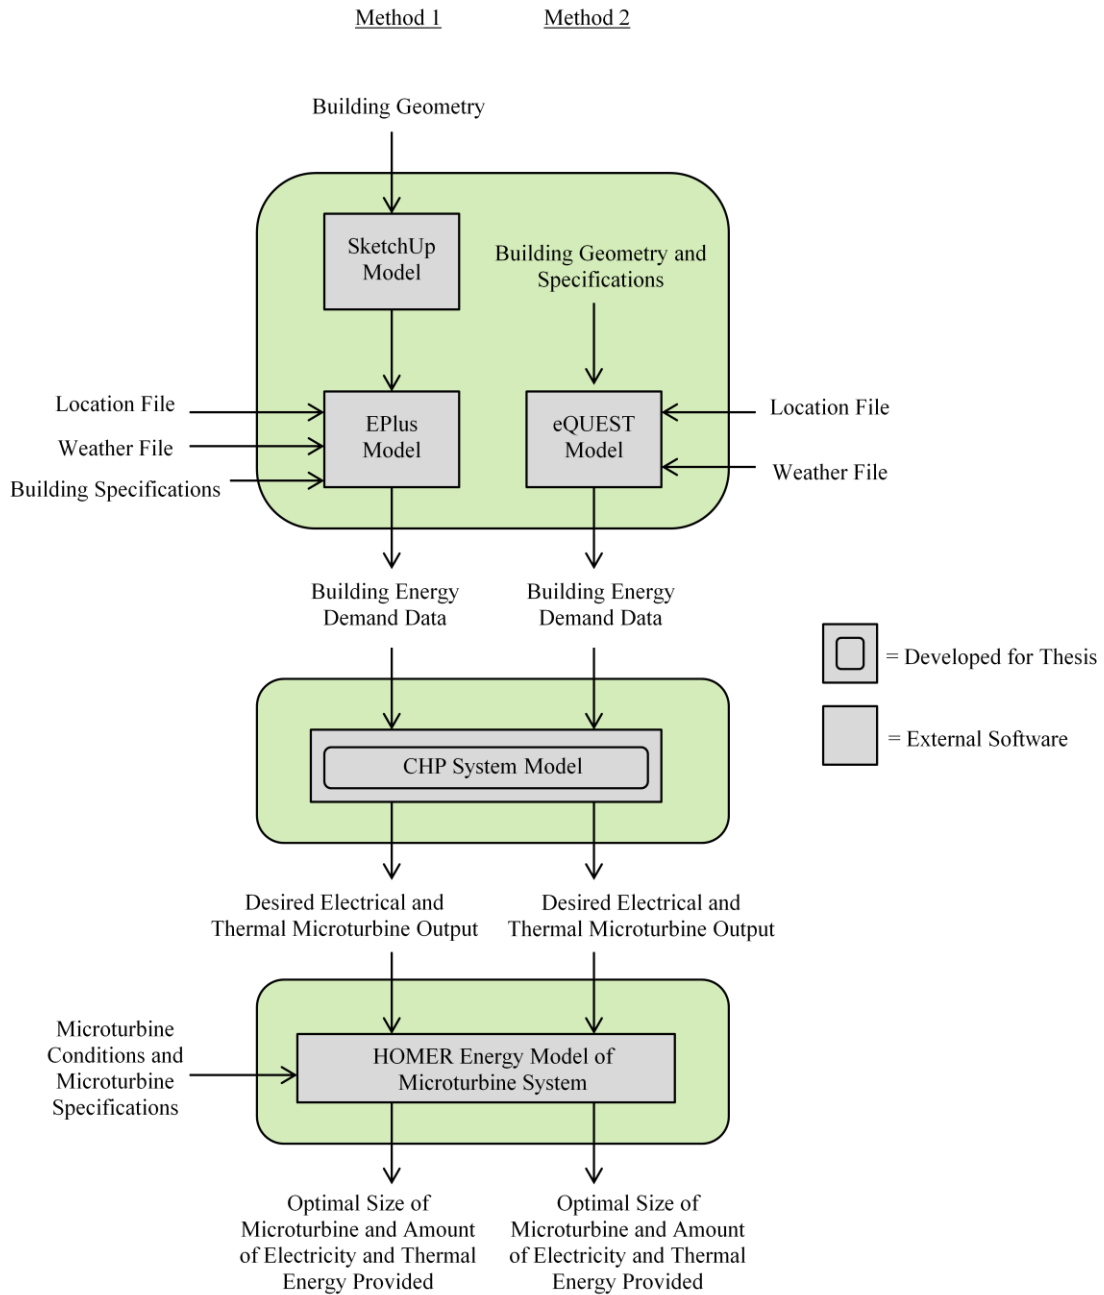 Method 1
Method 2
Building Geometry
SketchUp
Model
Building Geometry and
Specifications
Location File
Weather File
Building Specifications
EPlus
Model
eQUEST
Model
Location File
Weather File
Building Energy
Demand Data
Building Energy
Demand Data
= Developed for Thesis
= External Software
CHP System Model
Desired Electrical and
Thermal Microturbine Output
Desired Electrical and
Thermal Microturbine Output
Microturbine
Conditions and
Microturbine
Specifications
HOMER Energy Model of
Microturbine System
Optimal Size of
Microturbine and Amount
of Electricity and Thermal
Energy Provided
Optimal Size of
Microturbine and Amount
of Electricity and Thermal
Energy Provided